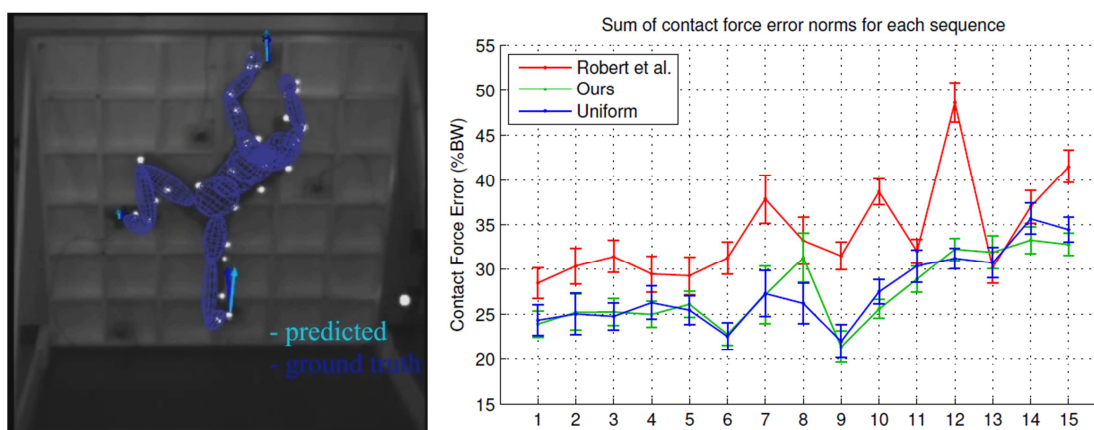 - predicted
- ground truth
Sum of contact force error norms for each sequence
Contact Force Error (%BW)
55
50
45
40
35
30
25
20
15
Robert et al.
Ours
Uniform
1 2 3 4 5 6 7 8 9 10 11 12 13 14 15